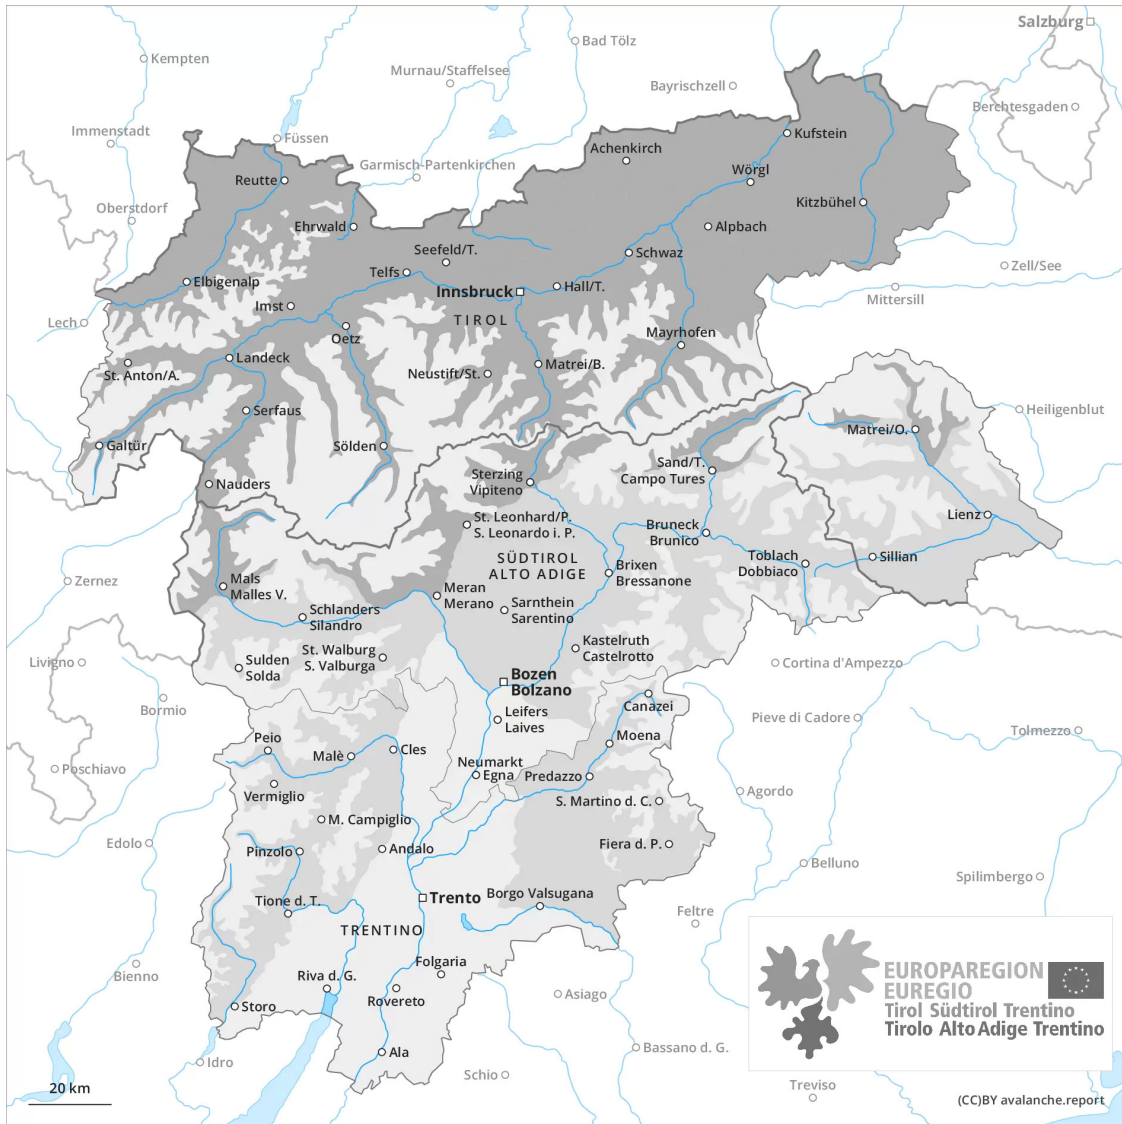 Salzburg
Bad Tölz
Kempten
Murnau/Staffelsee
Bayrischzell
Berchtesgaden
Immenstadt
Füssen
Kufstein
Achenkirch
Garmisch-Partenkirchen
Wörgl
Reutte
Kitzbühel
Oberstdorf
Ehrwald
Alpbach
Seefeld/T.
Schwaz
Zell/See
Telfs
Elbigenalp
Hall/T.
Innsbruck
Mittersill
Imst
TIROL
Lech
Mayrhofen
Oetz
Landeck
Matrei/B.
St. Anton/A.
Neustift/St.
Serfaus
Heiligenblut
Matrei/O.
Galtür
Sölden
Sand/T.
Campo Tures
Sterzing
Vipiteno
Nauders
Lienz
St. Leonhard/P.
S. Leonardo i. P.
Bruneck
Brunico
SÜDTIROL
ALTO ADIGE
Toblach
Dobbiaco
Sillian
Brixen
Bressanone
Zernez
Mals
Malles V.
Meran
Merano
Sarnthein
Sarentino
Schlanders
Silandro
Kastelruth
Castelrotto
St. Walburg
S. Valburga
Livigno
Sulden
Solda
Cortina d'Ampezzo
Bozen
Bolzano
Bormio
Canazei
Leifers
Laives
Pieve di Cadore
Tolmezzo
Peio
Moena
Malè
Cles
Neumarkt
Egna
Poschiavo
Predazzo
Vermiglio
Agordo
S. Martino d. C.
M. Campiglio
Edolo
Fiera d. P.
Pinzolo
Andalo
Belluno
Spilimbergo
Borgo Valsugana
Trento
Tione d. T.
Feltre
TRENTINO
Folgaria
Bienno
Riva d. G.
EUROPAREGION
EUREGIO
Tirol Südtirol Trentino
Tirolo Alto Adige Trentino
Asiago
Rovereto
Storo
Bassano d. G.
Ala
Idro
Schio
Treviso
20 km
(CC)BY avalanche.report